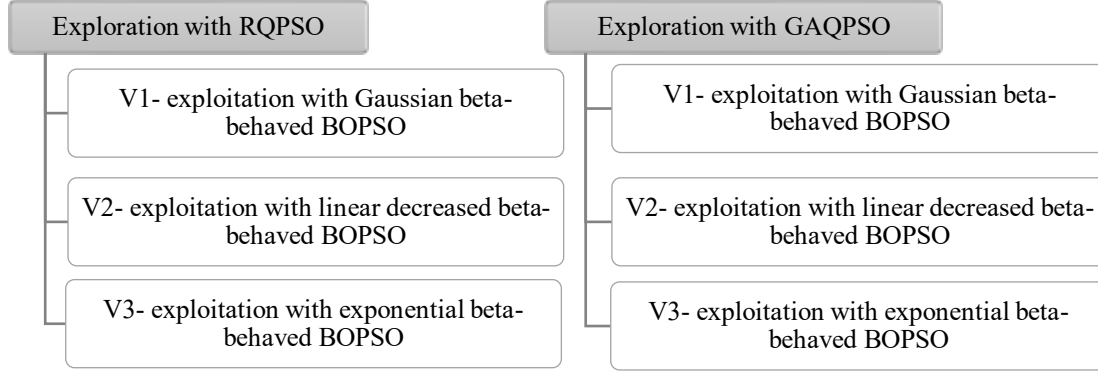 Exploration with RQPSO
V1- exploitation with Gaussian beta-
behaved BOPSO
V2- exploitation with linear decreased beta-
behaved BOPSO
V3- exploitation with exponential beta-
behaved BOPSO
Exploration with GAQPSO
V1- exploitation with Gaussian beta-
behaved BOPSO
V2- exploitation with linear decreased beta-
behaved BOPSO
V3- exploitation with exponential beta-
behaved BOPSO